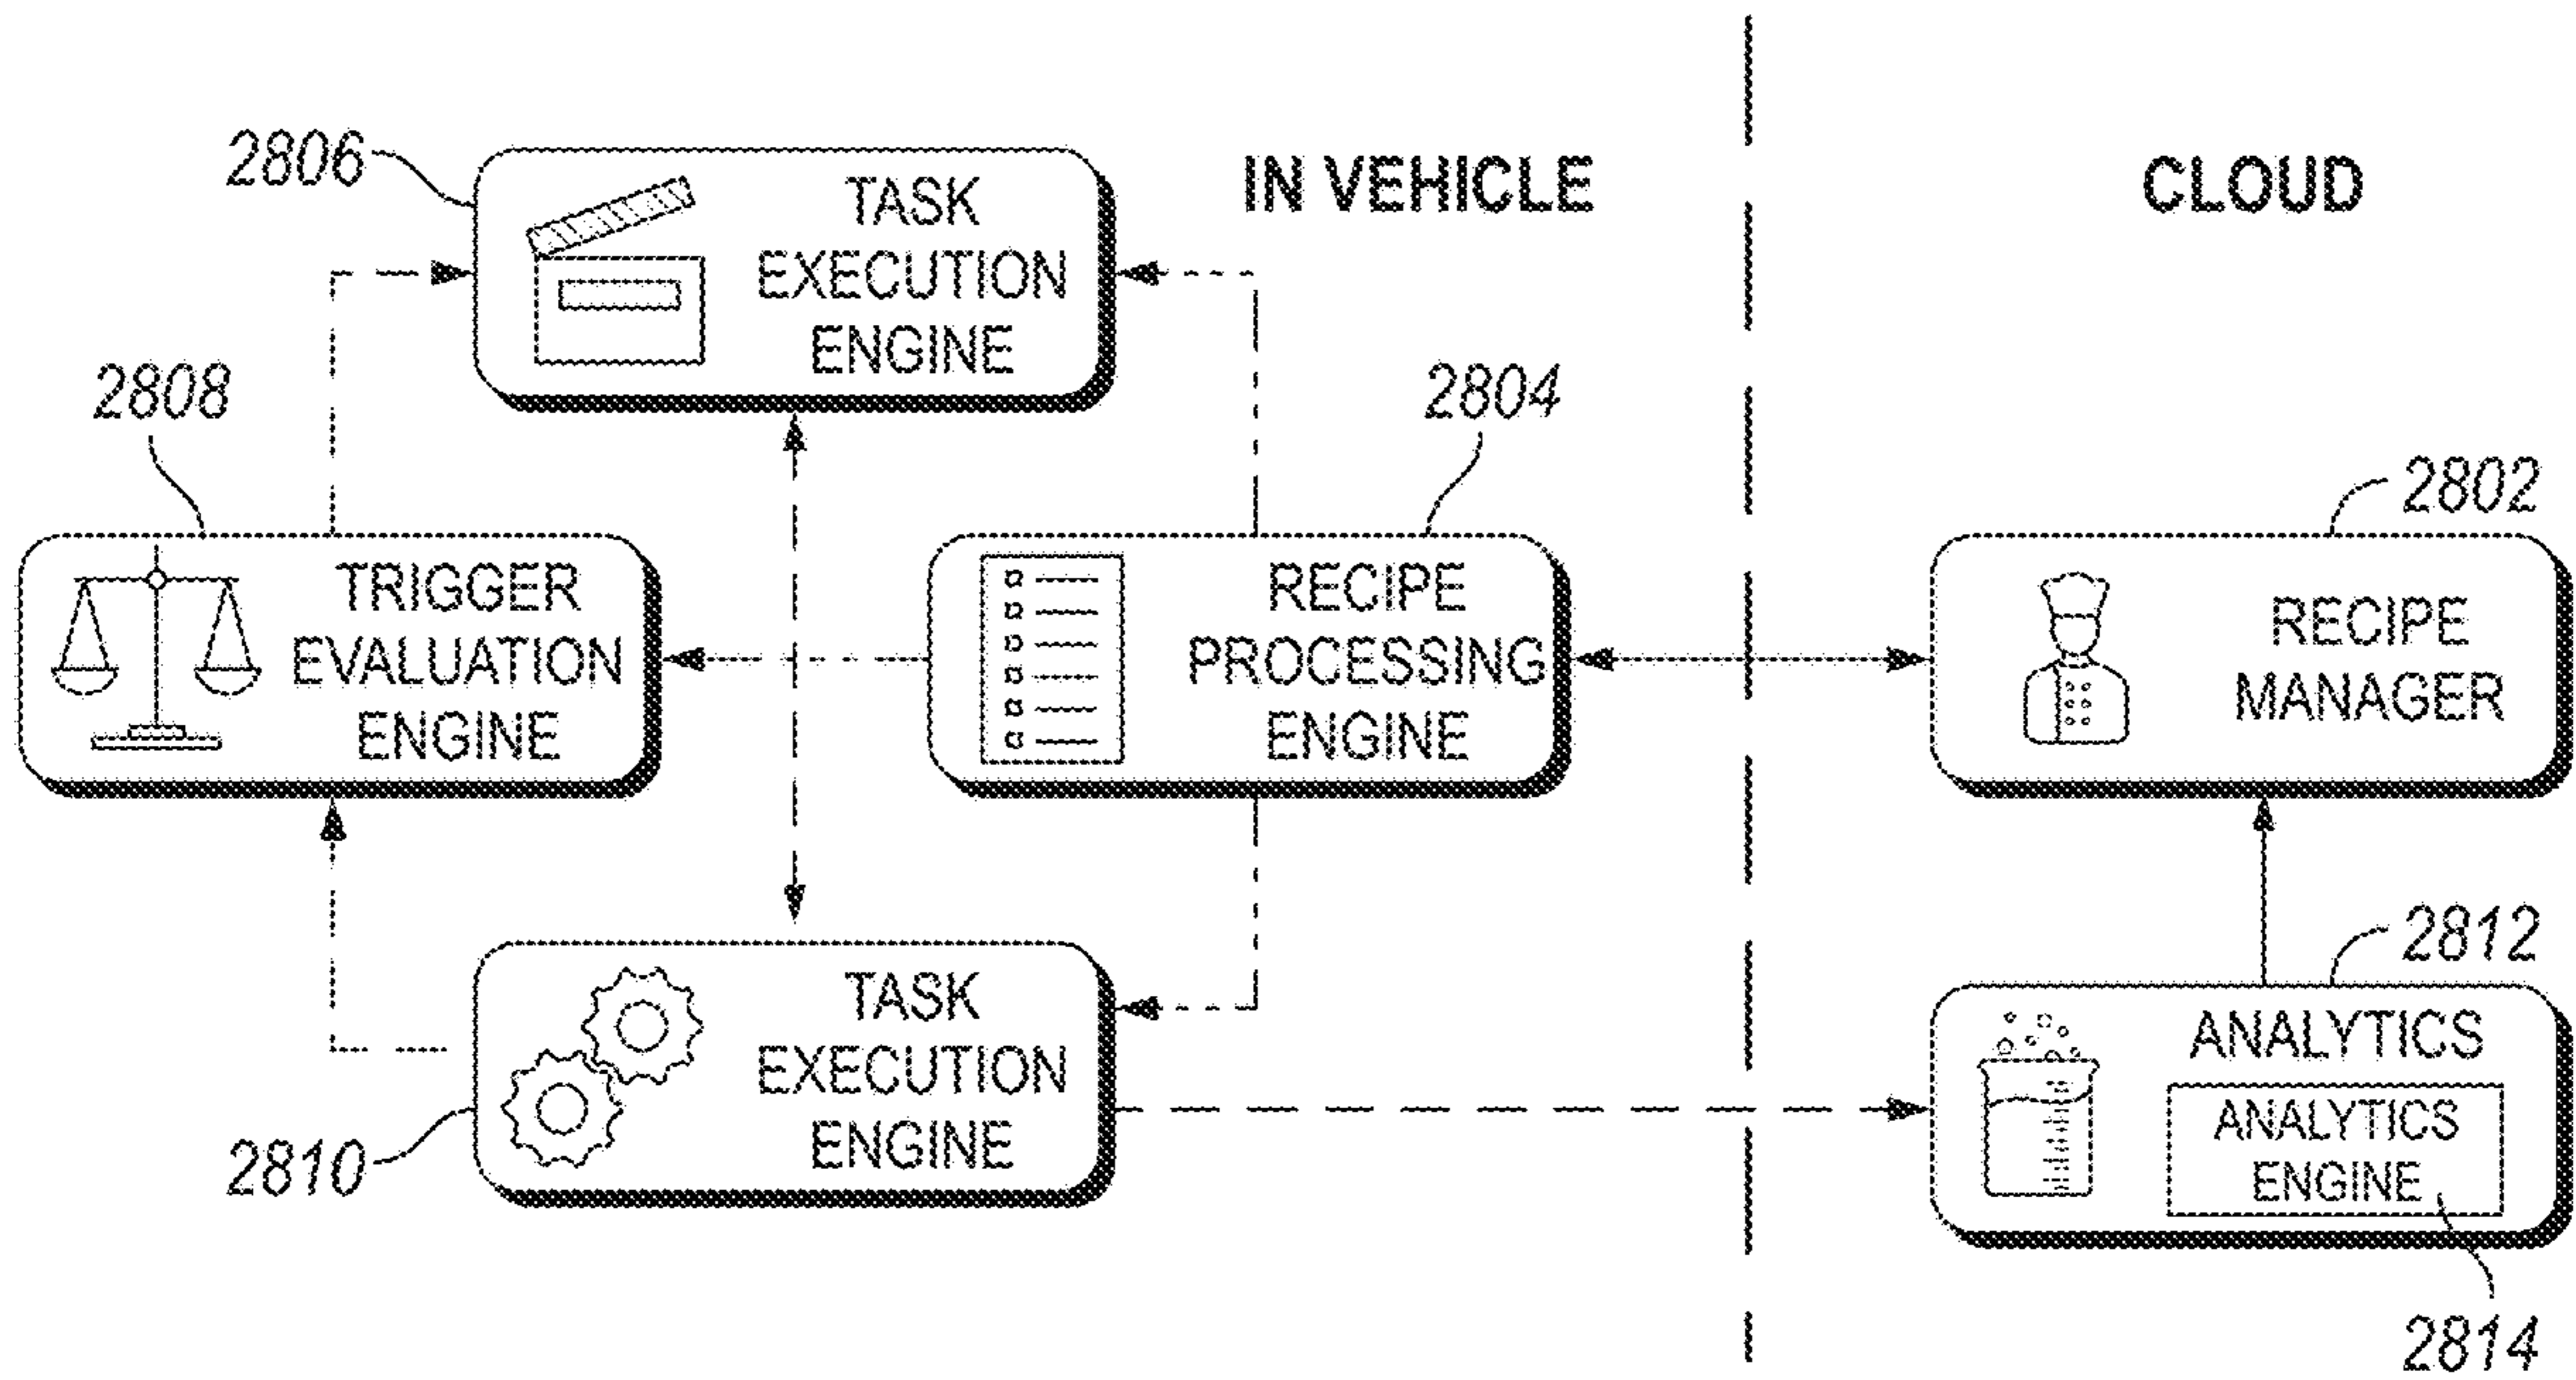 IN VEHICLE
CLOUD
2806
TASK
EXECUTION
ENGINE
2808
TRIGGER
EVALUATION
ENGINE
2804
RECIPE
PROCESSING
ENGINE
2802
RECIPE
MANAGER
2810
TASK
EXECUTION
ENGINE
2812
ANALYTICS
ANALYTICS
ENGINE
2814